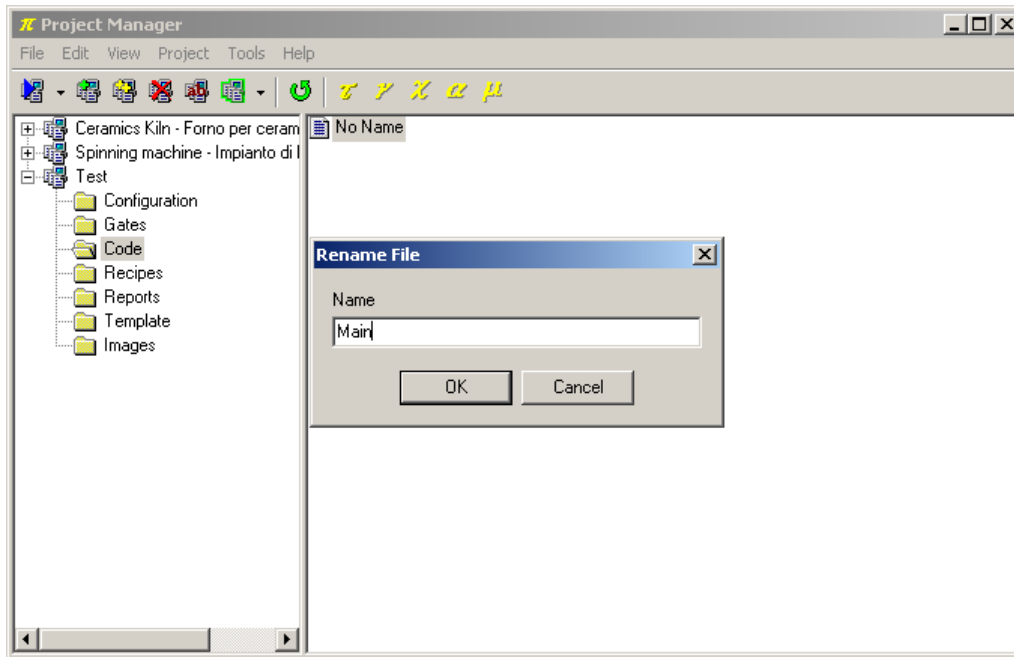 π Project Manager
File Edit View Project Tools Help
ab τ γ χ α μ
Ceramics Kiln - Forno per ceram
Spinning machine - Impianto di
Test
Configuration
Gates
Code
Recipes
Reports
Template
Images
No Name
Rename File
Name
Main
OK Cancel